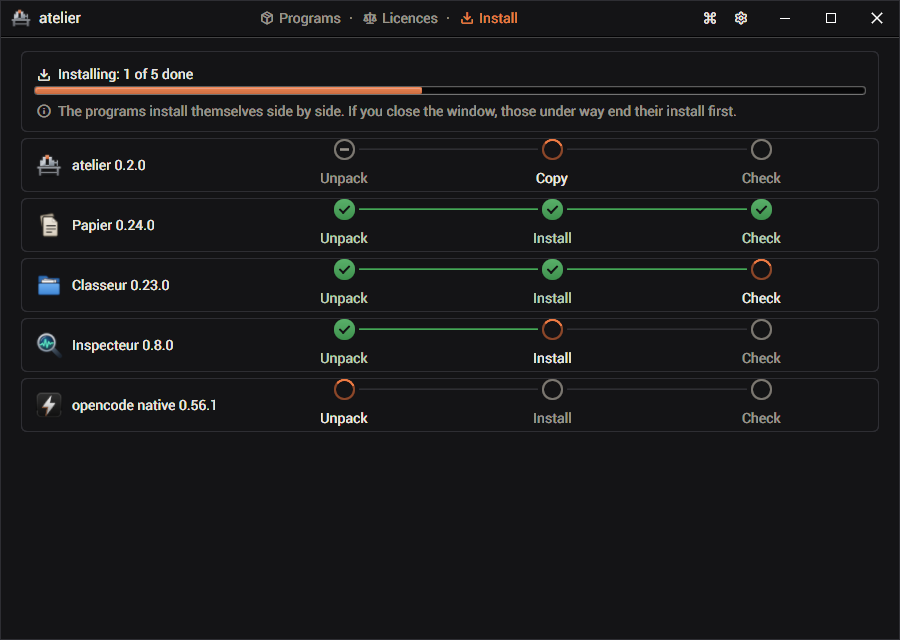 atelier
Programs · Licences · Install
Installing: 1 of 5 done
The programs install themselves side by side. If you close the window, those under way end their install first.
atelier 0.2.0
Unpack Copy Check
Papier 0.24.0
Unpack Install Check
Classeur 0.23.0
Unpack Install Check
Inspecteur 0.8.0
Unpack Install Check
opencode native 0.56.1
Unpack Install Check